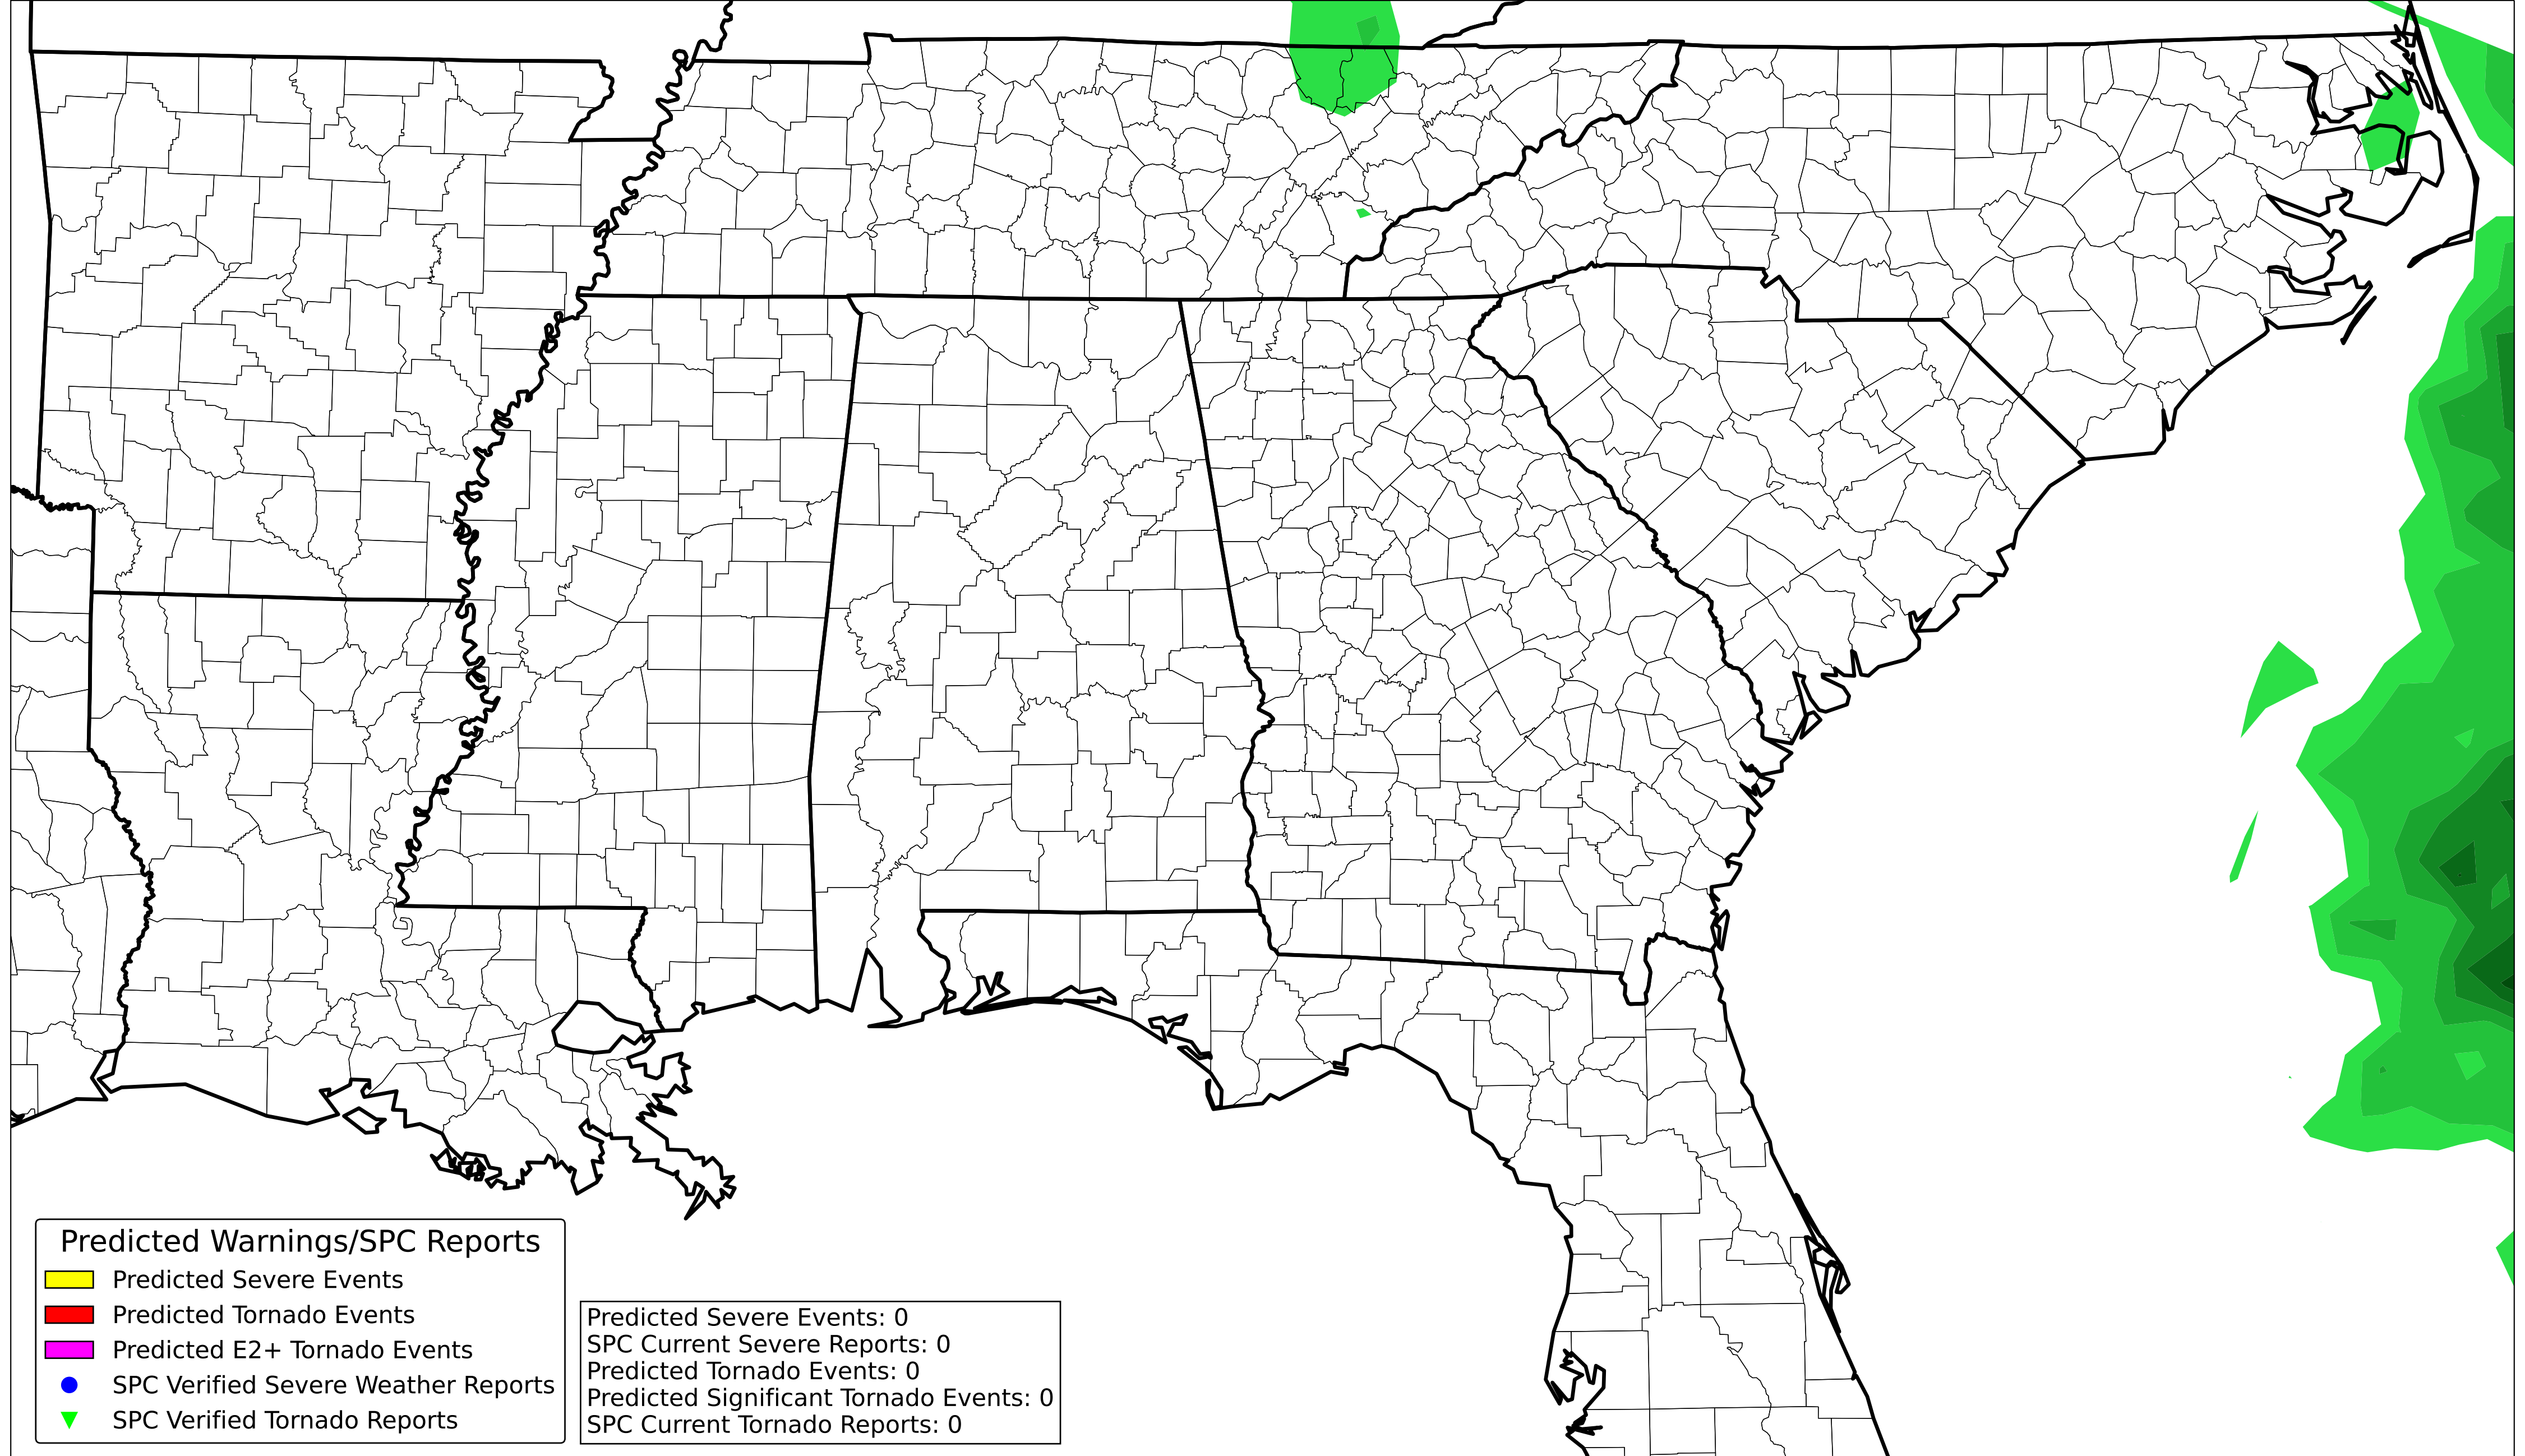 Predicted Warnings/SPC Reports
Predicted Severe Events
Predicted Tornado Events
Predicted E2+ Tornado Events
SPC Verified Severe Weather Reports
SPC Verified Tornado Reports
Predicted Severe Events: 0
SPC Current Severe Reports: 0
Predicted Tornado Events: 0
Predicted Significant Tornado Events: 0
SPC Current Tornado Reports: 0